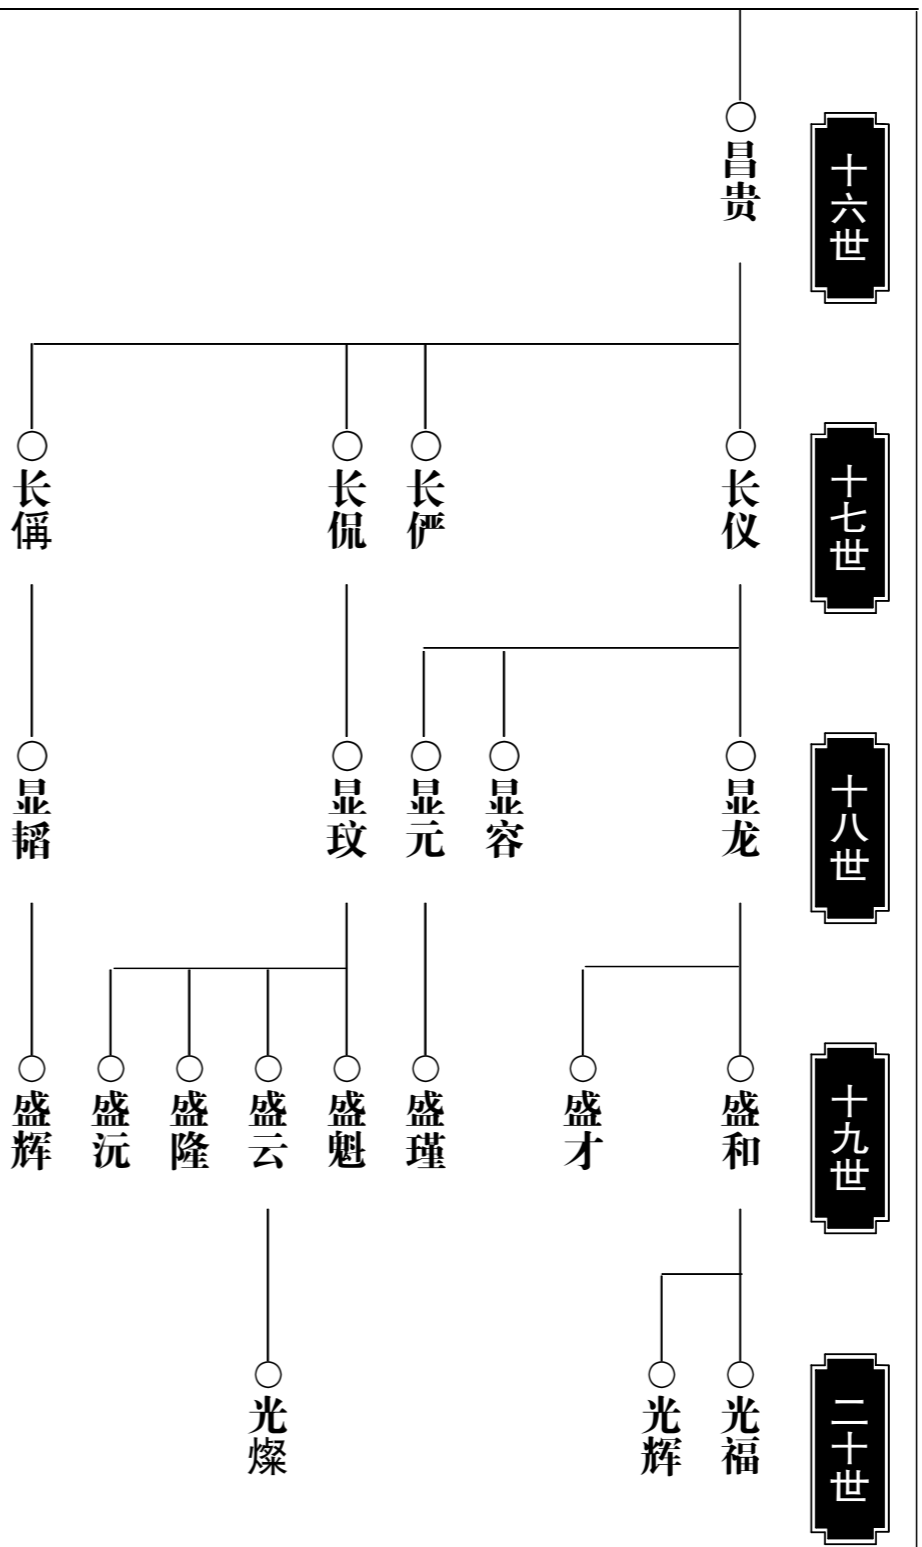 十六世
昌贵
十七世
长仪
长俨
长侃
长偁
十八世
显龙
显容
显元
显玟
显韬
十九世
盛和
盛才
盛瑾
盛魁
盛云
盛隆
盛沅
盛辉
二十世
光福
光辉
光燦